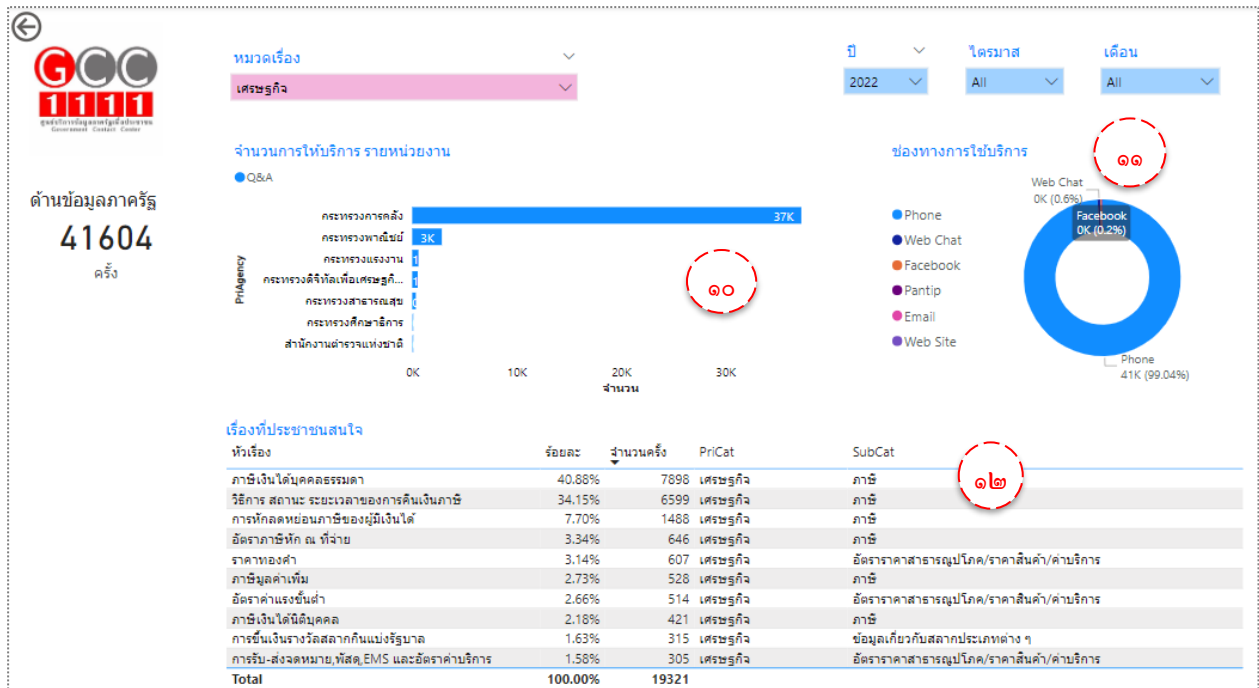 GCC
1111
ศูนย์บริการข้อมูลภาครัฐเพื่อประชาชน
Government Contact Center
ด้านข้อมูลภาครัฐ
41604
ครั้ง
หมวดเรื่อง
เศรษฐกิจ
ปี ไตรมาส เดือน
2022 All All
จำนวนการให้บริการ รายหน่วยงาน
Q&A
PriAgency
กระทรวงการคลัง 37K
กระทรวงพาณิชย์ 3K
กระทรวงแรงงาน 1
กระทรวงดิจิทัลเพื่อเศรษฐกิ... 1
กระทรวงสาธารณสุข
กระทรวงศึกษาธิการ
สำนักงานตำรวจแห่งชาติ
0K 10K 20K 30K
จำนวน
๑๐
ช่องทางการใช้บริการ
๑๑
Phone
Web Chat
Facebook
Pantip
Email
Web Site
Web Chat
0K (0.6%)
Facebook
0K (0.2%)
Phone
41K (99.04%)
เรื่องที่ประชาชนสนใจ
หัวเรื่อง ร้อยละ จำนวนครั้ง PriCat SubCat
๑๒
ภาษีเงินได้บุคคลธรรมดา 40.88% 7898 เศรษฐกิจ ภาษี
วิธีการ สถานะ ระยะเวลาของการคืนเงินภาษี 34.15% 6599 เศรษฐกิจ ภาษี
การหักลดหย่อนภาษีของผู้มีเงินได้ 7.70% 1488 เศรษฐกิจ ภาษี
อัตราภาษีหัก ณ ที่จ่าย 3.34% 646 เศรษฐกิจ ภาษี
ราคาทองคำ 3.14% 607 เศรษฐกิจ อัตราราคาสาธารณูปโภค/ราคาสินค้า/ค่าบริการ
ภาษีมูลค่าเพิ่ม 2.73% 528 เศรษฐกิจ ภาษี
อัตราค่าแรงขั้นต่ำ 2.66% 514 เศรษฐกิจ อัตราราคาสาธารณูปโภค/ราคาสินค้า/ค่าบริการ
ภาษีเงินได้นิติบุคคล 2.18% 421 เศรษฐกิจ ภาษี
การขึ้นเงินรางวัลสลากกินแบ่งรัฐบาล 1.63% 315 เศรษฐกิจ ข้อมูลเกี่ยวกับสลากประเภทต่าง ๆ
การรับ-ส่งจดหมาย,พัสดุ,EMS และอัตราค่าบริการ 1.58% 305 เศรษฐกิจ อัตราราคาสาธารณูปโภค/ราคาสินค้า/ค่าบริการ
Total 100.00% 19321